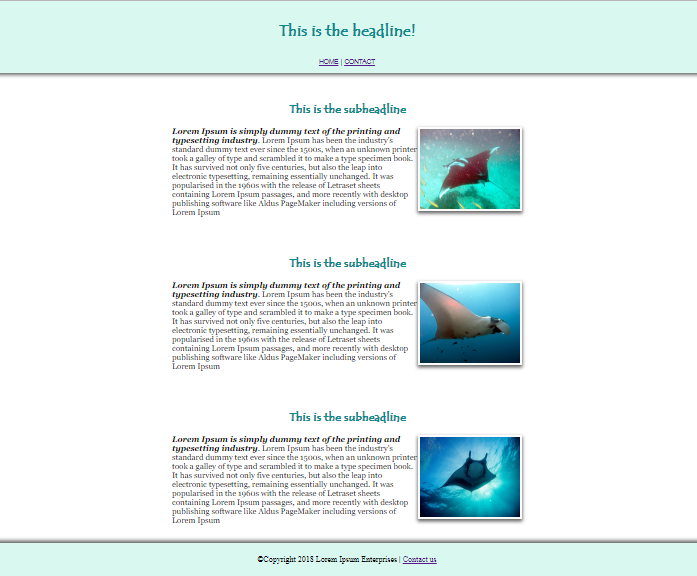 This is the headline!
HOME | CONTACT
This is the subheadline
Lorem Ipsum is simply dummy text of the printing and
typesetting industry. Lorem Ipsum has been the industry's
standard dummy text ever since the 1500s, when an unknown printer
took a galley of type and scrambled it to make a type specimen book.
It has survived not only five centuries, but also the leap into
electronic typesetting, remaining essentially unchanged. It was
popularised in the 1960s with the release of Letraset sheets
containing Lorem Ipsum passages, and more recently with desktop
publishing software like Aldus PageMaker including versions of
Lorem Ipsum
This is the subheadline
Lorem Ipsum is simply dummy text of the printing and
typesetting industry. Lorem Ipsum has been the industry's
standard dummy text ever since the 1500s, when an unknown printer
took a galley of type and scrambled it to make a type specimen book.
It has survived not only five centuries, but also the leap into
electronic typesetting, remaining essentially unchanged. It was
popularised in the 1960s with the release of Letraset sheets
containing Lorem Ipsum passages, and more recently with desktop
publishing software like Aldus PageMaker including versions of
Lorem Ipsum
This is the subheadline
Lorem Ipsum is simply dummy text of the printing and
typesetting industry. Lorem Ipsum has been the industry's
standard dummy text ever since the 1500s, when an unknown printer
took a galley of type and scrambled it to make a type specimen book.
It has survived not only five centuries, but also the leap into
electronic typesetting, remaining essentially unchanged. It was
popularised in the 1960s with the release of Letraset sheets
containing Lorem Ipsum passages, and more recently with desktop
publishing software like Aldus PageMaker including versions of
Lorem Ipsum
©Copyright 2018 Lorem Ipsum Enterprises | Contact us